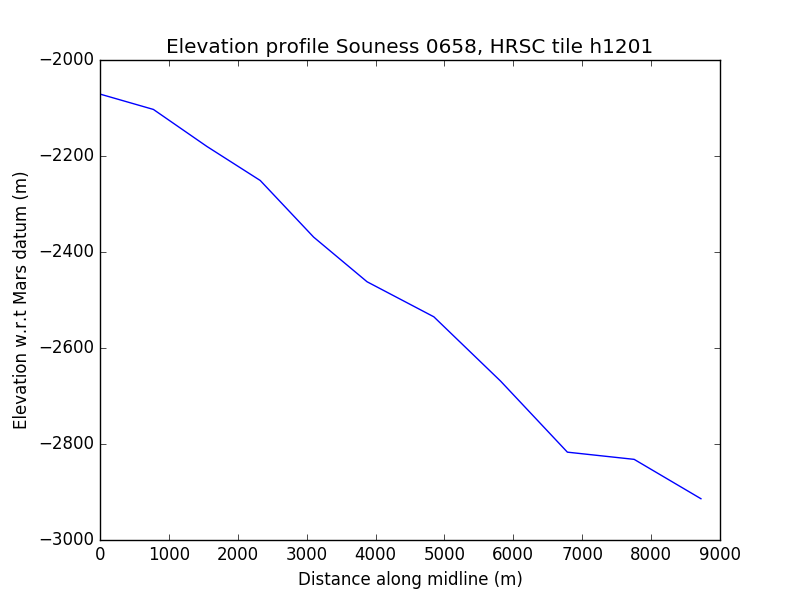 Elevation profile Souness 0658, HRSC tile h1201
−2000
−2200
−2400
−2600
−2800
−3000
Elevation w.r.t Mars datum (m)
0 1000 2000 3000 4000 5000 6000 7000 8000 9000
Distance along midline (m)